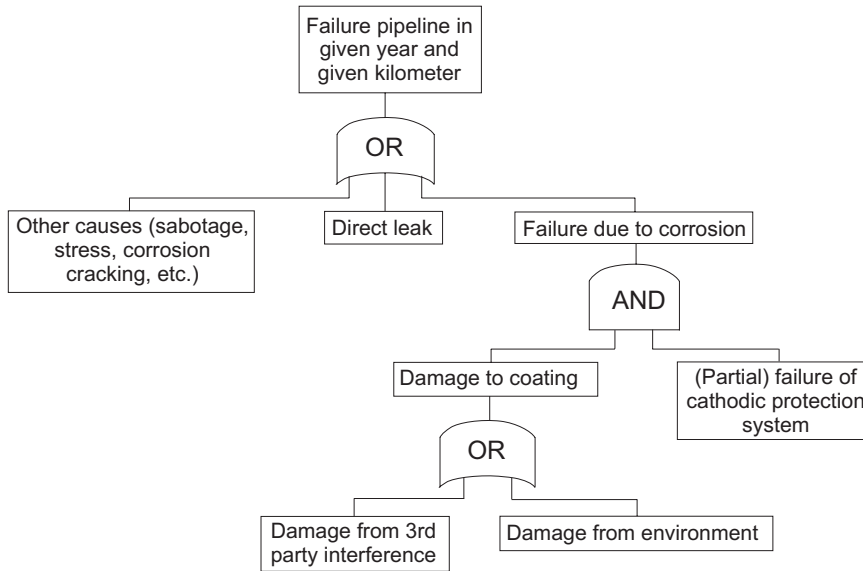 Failure pipeline in
given year and
given kilometer
OR
Other causes (sabotage,
stress, corrosion
cracking, etc.)
Direct leak
Failure due to corrosion
AND
Damage to coating
(Partial) failure of
cathodic protection
system
OR
Damage from 3rd
party interference
Damage from environment